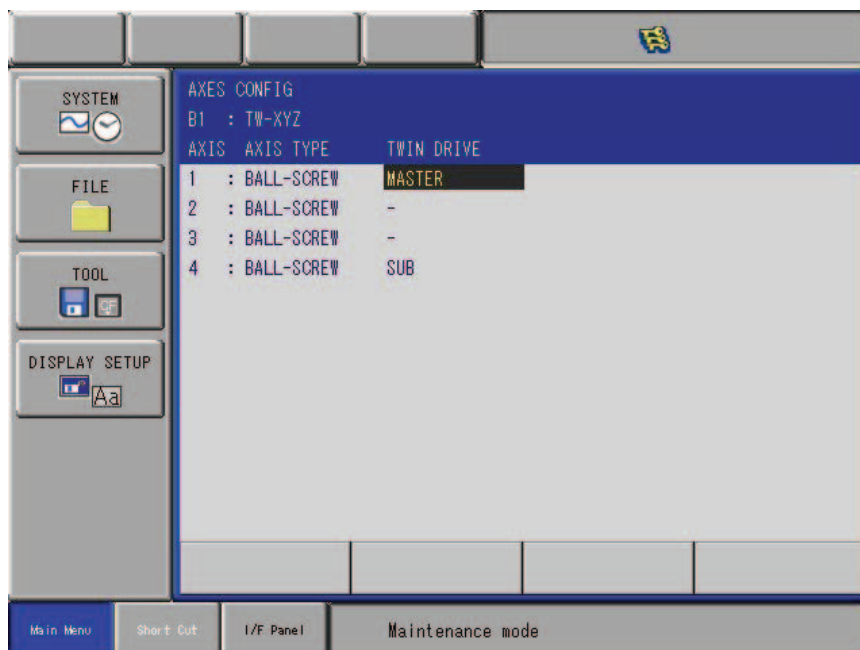 SYSTEM
FILE
TOOL
CF
DISPLAY SETUP
Aa
AXES CONFIG
B1 : TW-XYZ
AXIS AXIS TYPE TWIN DRIVE
1 : BALL-SCREW MASTER
2 : BALL-SCREW -
3 : BALL-SCREW -
4 : BALL-SCREW SUB
Main Menu Short Cut I/F Panel Maintenance mode